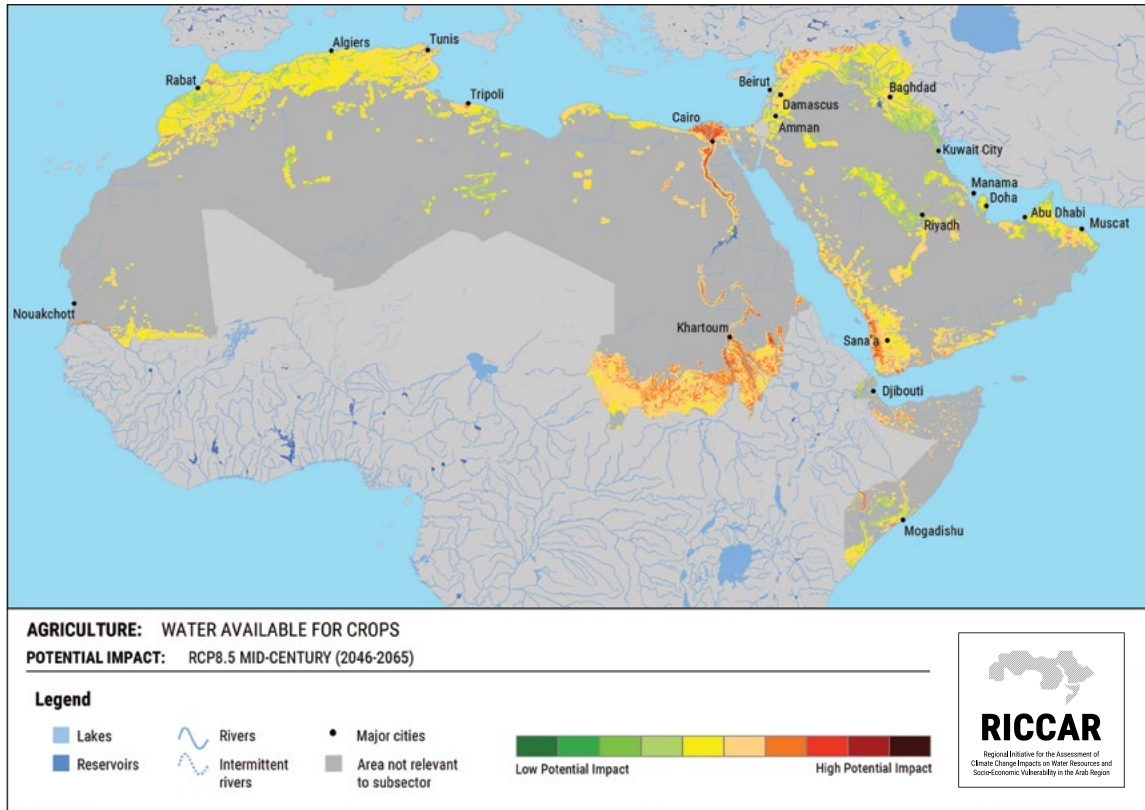 Algiers
Tunis
Rabat
Tripoli
Beirut
Baghdad
Damascus
Cairo
Amman
Kuwait City
Manama
Doha
Abu Dhabi
Muscat
Riyadh
Nouakchott
Khartoum
Sana'a
Djibouti
Mogadishu
AGRICULTURE: WATER AVAILABLE FOR CROPS
POTENTIAL IMPACT: RCP8.5 MID-CENTURY (2046-2065)
Legend
Lakes
Reservoirs
Rivers
Intermittent
rivers
Major cities
Area not relevant
to subsector
Low Potential Impact
High Potential Impact
RICCAR
Regional Initiative for the Assessment of
Climate Change Impacts on Water Resources and
Socio-Economic Vulnerability in the Arab Region